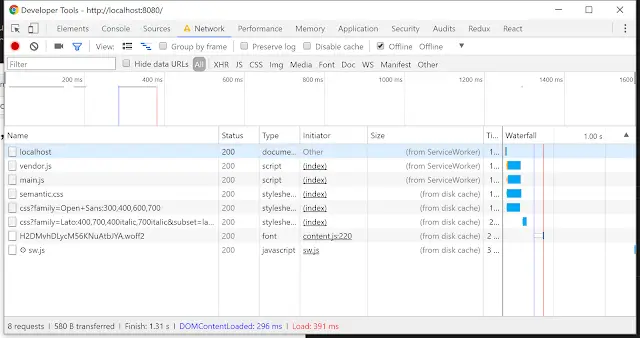 Developer Tools - http://localhost:8080/
Elements Console Sources Network Performance Memory Application Security Audits Redux React
View: Group by frame Preserve log Disable cache Offline Offline
Filter Hide data URLs All XHR JS CSS Img Media Font Doc WS Manifest Other
200 ms 400 ms 600 ms 800 ms 1000 ms 1200 ms 1400 ms 1600
Name Status Type Initiator Size Ti... Waterfall 1.00 s
localhost 200 docume... Other (from ServiceWorker) 1...
vendor.js 200 script (index) (from ServiceWorker) 1...
main.js 200 script (index) (from ServiceWorker) 1...
semantic.css 200 styleshe... (index) (from disk cache) 1...
css?family=Open+Sans:300,400,600,700 200 styleshe... (index) (from disk cache) 1...
css?family=Lato:400,700,400italic,700italic&subset=la... 200 styleshe... (index) (from disk cache) 2...
H2DMvhDLycM56KNuAtbJYA.woff2 200 font content.js:220 (from disk cache) 2 ...
sw.js 200 javascript sw.js (from disk cache) 3 ...
8 requests | 580 B transferred | Finish: 1.31 s | DOMContentLoaded: 296 ms | Load: 391 ms